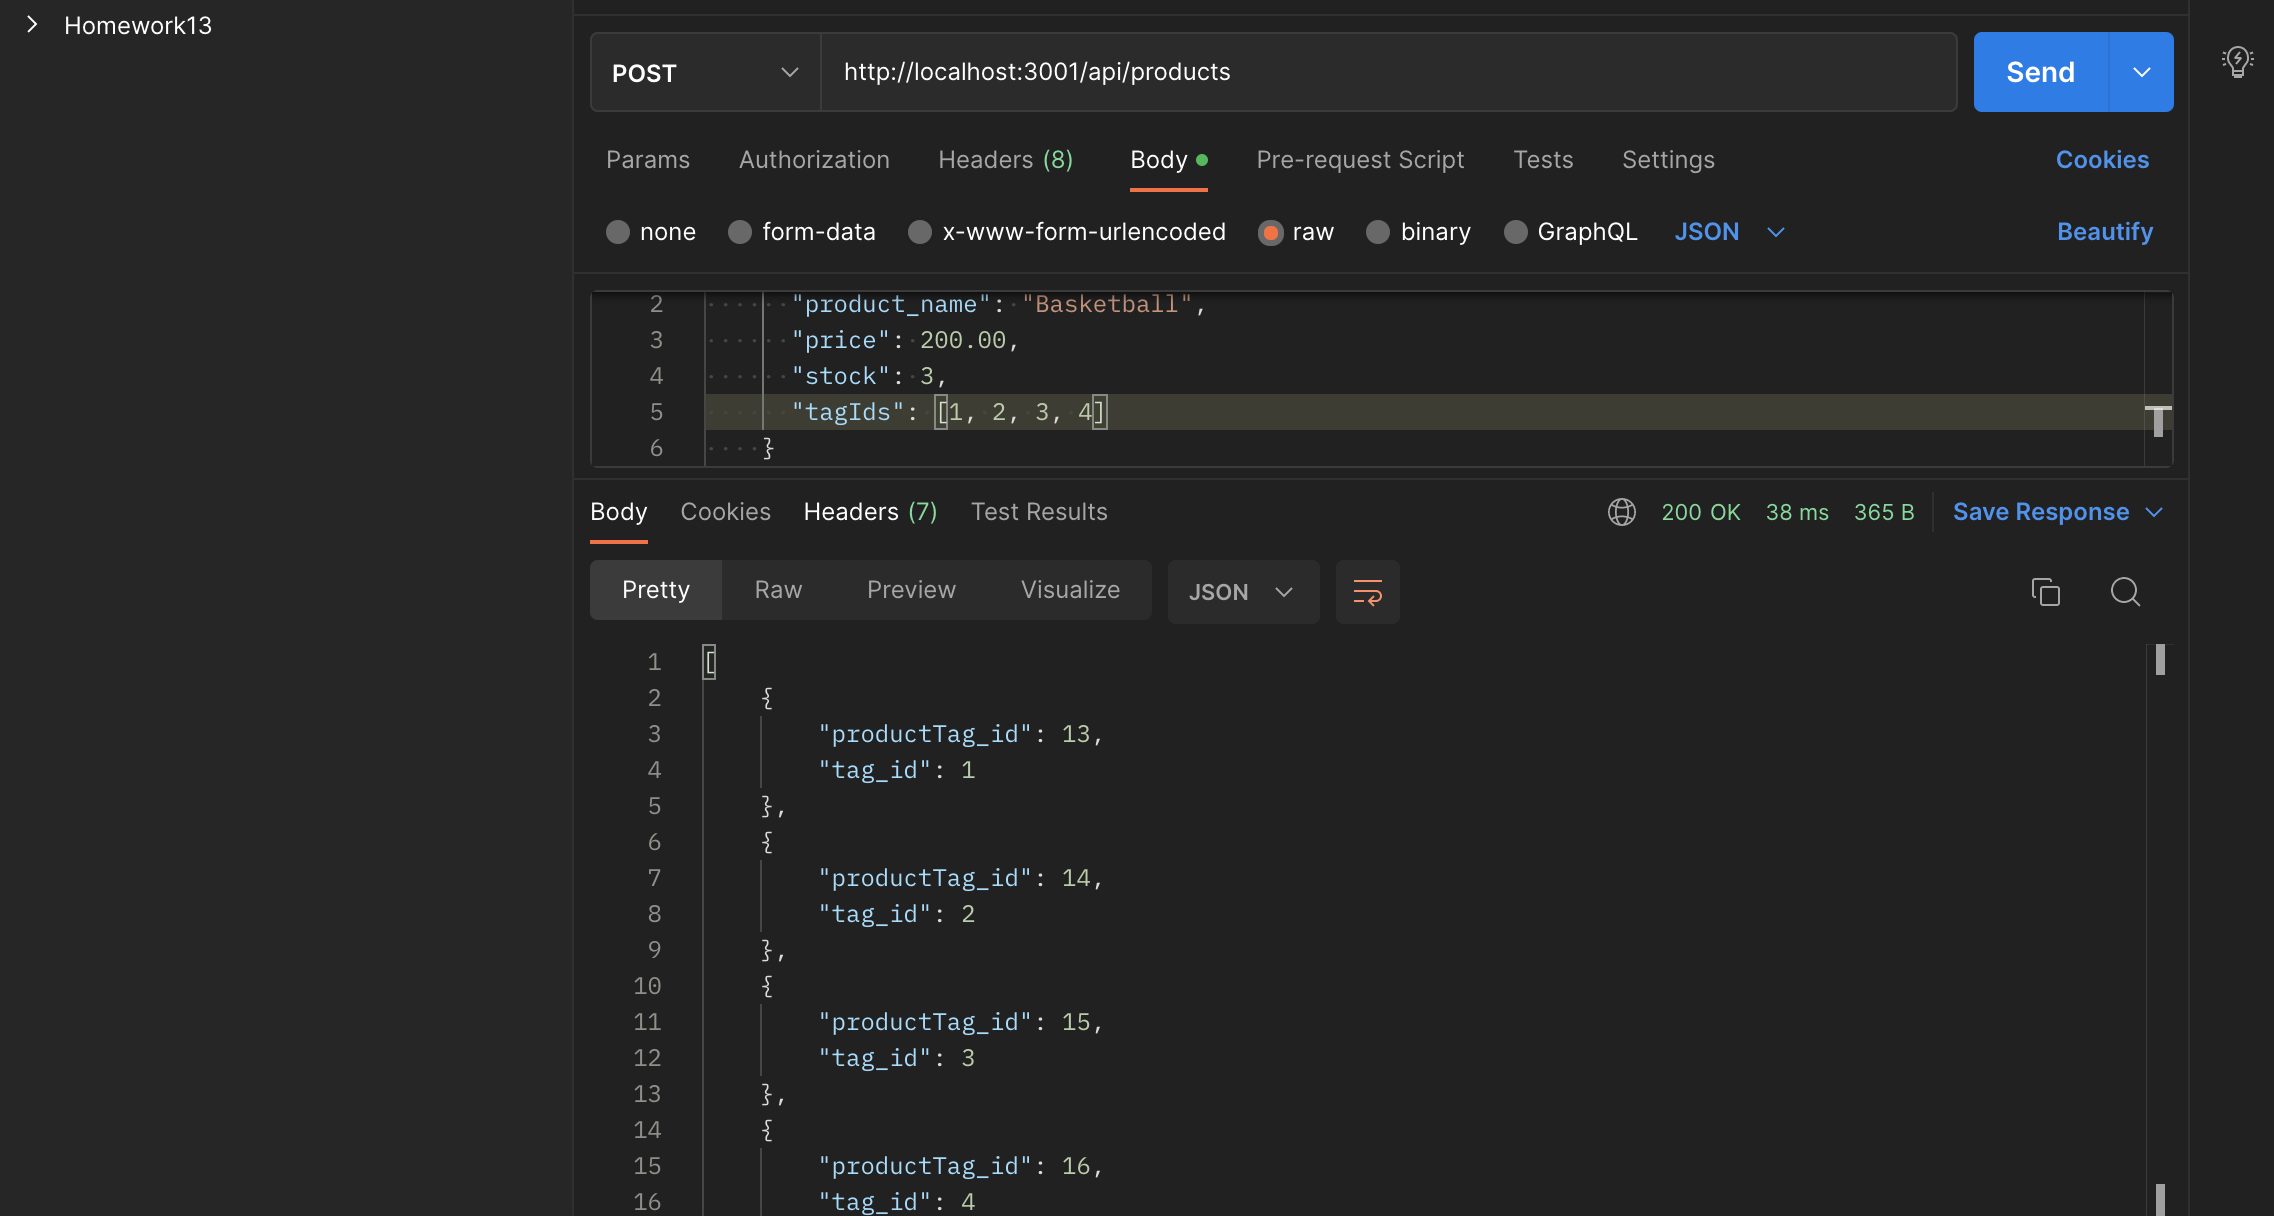 Homework13
POST http://localhost:3001/api/products Send
Params Authorization Headers (8) Body Pre-request Script Tests Settings Cookies
none form-data x-www-form-urlencoded raw binary GraphQL JSON Beautify
2 "product_name": "Basketball",
3 "price": 200.00,
4 "stock": 3,
5 "tagIds": [1, 2, 3, 4]
6 }
Body Cookies Headers (7) Test Results 200 OK 38 ms 365 B Save Response
Pretty Raw Preview Visualize JSON
1 [
2 {
3 "productTag_id": 13,
4 "tag_id": 1
5 },
6 {
7 "productTag_id": 14,
8 "tag_id": 2
9 },
10 {
11 "productTag_id": 15,
12 "tag_id": 3
13 },
14 {
15 "productTag_id": 16,
16 "tag_id": 4